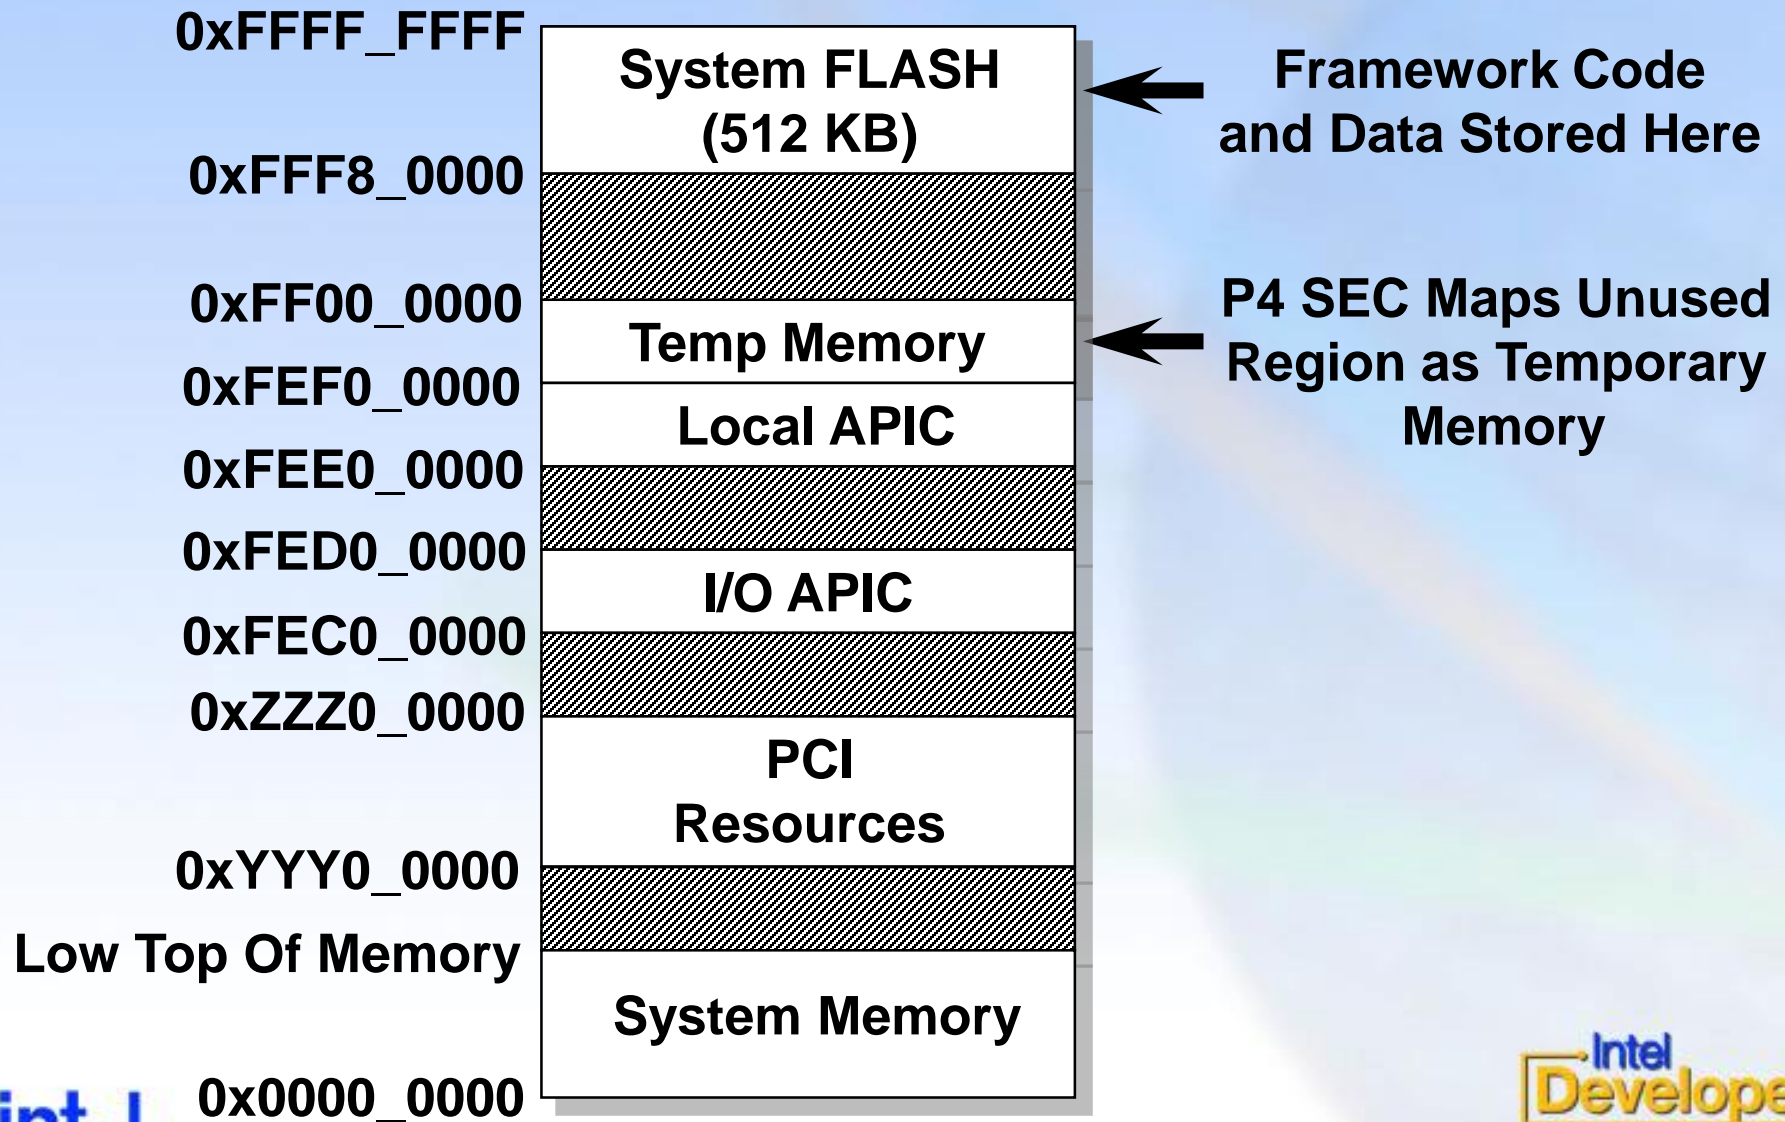 0xFFFF_FFFF
System FLASH
(512 KB)
Framework Code
and Data Stored Here
0xFFF8_0000
0xFF00_0000
Temp Memory
P4 SEC Maps Unused
Region as Temporary
Memory
0xFEF0_0000
Local APIC
0xFEE0_0000
0xFED0_0000
I/O APIC
0xFEC0_0000
0xZZZ0_0000
PCI
Resources
0xYYY0_0000
Low Top Of Memory
System Memory
0x0000_0000
Intel